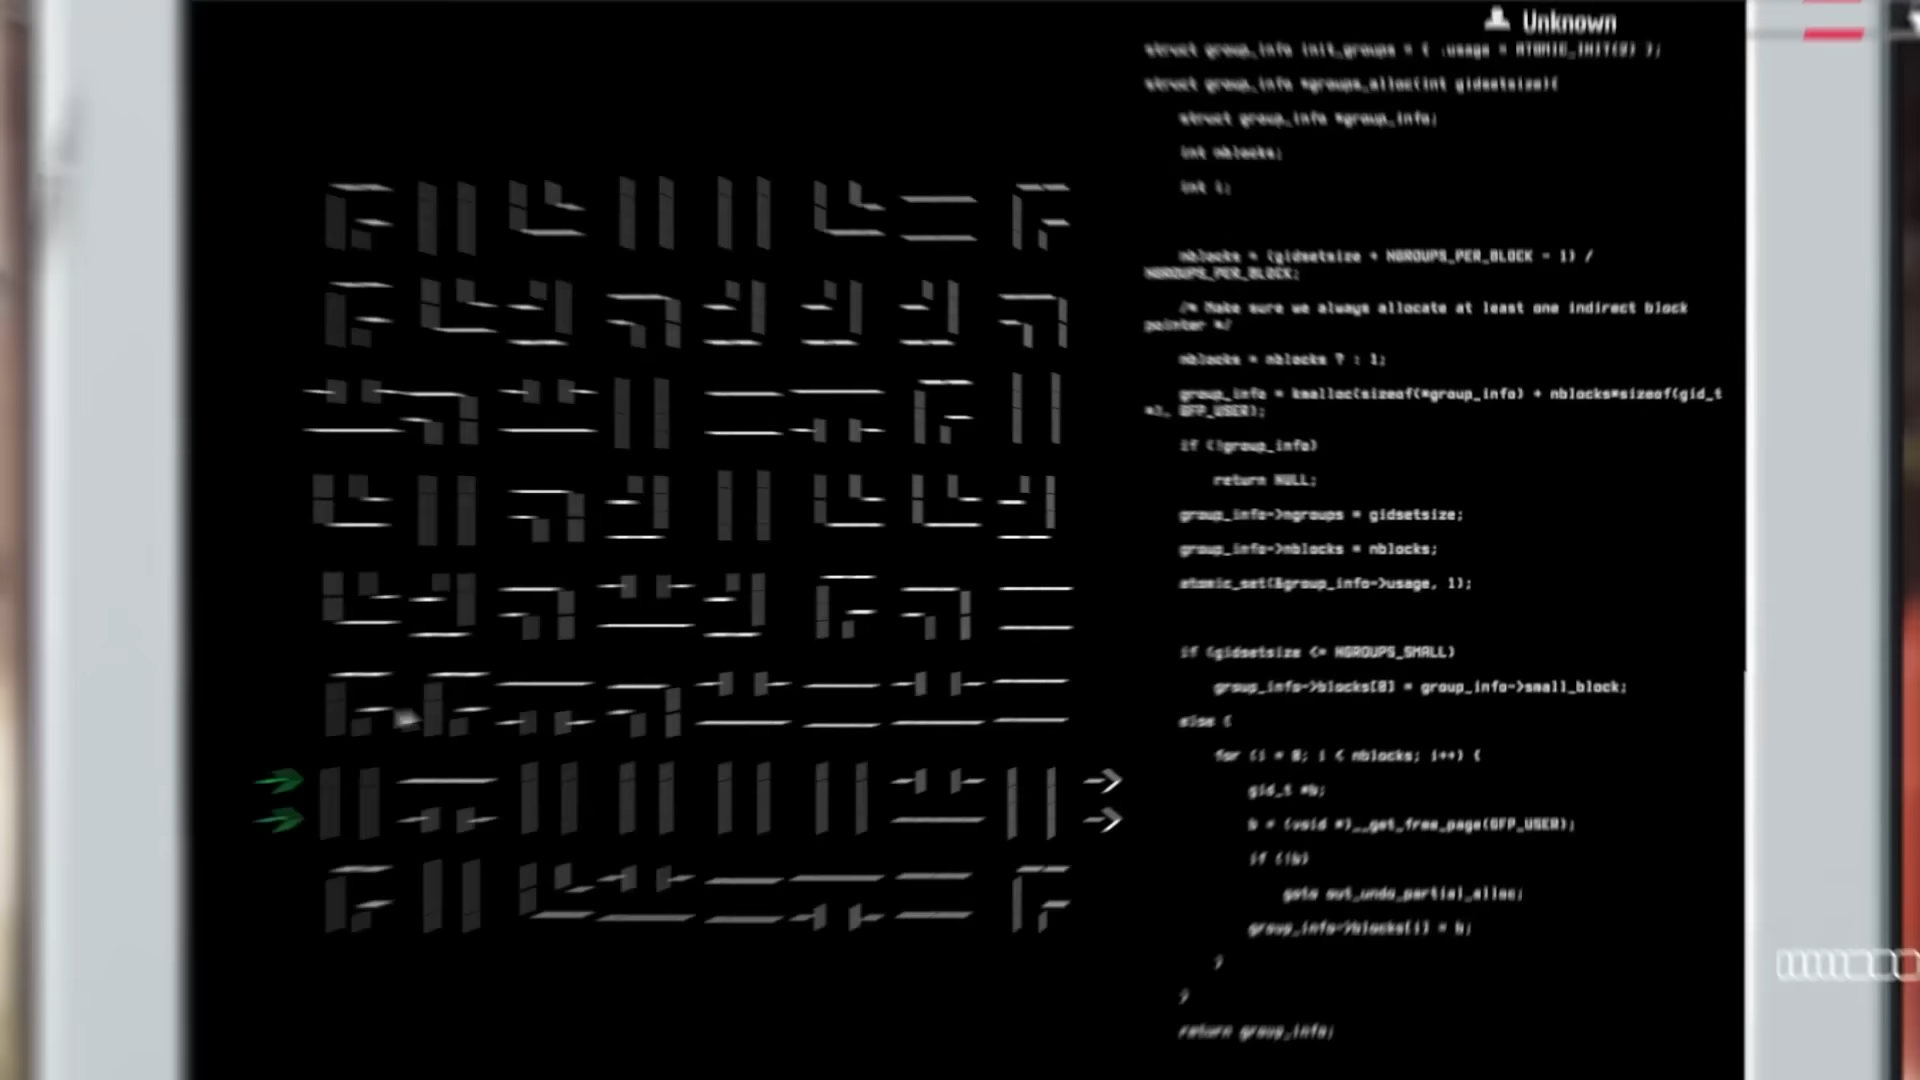 Unknown
struct group_info init_groups = { .usage = ATOMIC_INIT(2) };
struct group_info *groups_alloc(int gidsetsize){
struct group_info *group_info;
int nblocks;
int i;
nblocks = (gidsetsize + NGROUPS_PER_BLOCK - 1) /
NGROUPS_PER_BLOCK;
/* Make sure we always allocate at least one indirect block
pointer */
nblocks = nblocks ? : 1;
group_info = kmalloc(sizeof(*group_info) + nblocks*sizeof(gid_t
*), GFP_USER);
if (!group_info)
return NULL;
group_info->ngroups = gidsetsize;
group_info->nblocks = nblocks;
atomic_set(&group_info->usage, 1);
if (gidsetsize <= NGROUPS_SMALL)
group_info->blocks[0] = group_info->small_block;
else {
for (i = 0; i < nblocks; i++) {
gid_t *b;
b = (void *)__get_free_page(GFP_USER);
if (!b)
goto out_undo_partial_alloc;
group_info->blocks[i] = b;
}
}
return group_info;